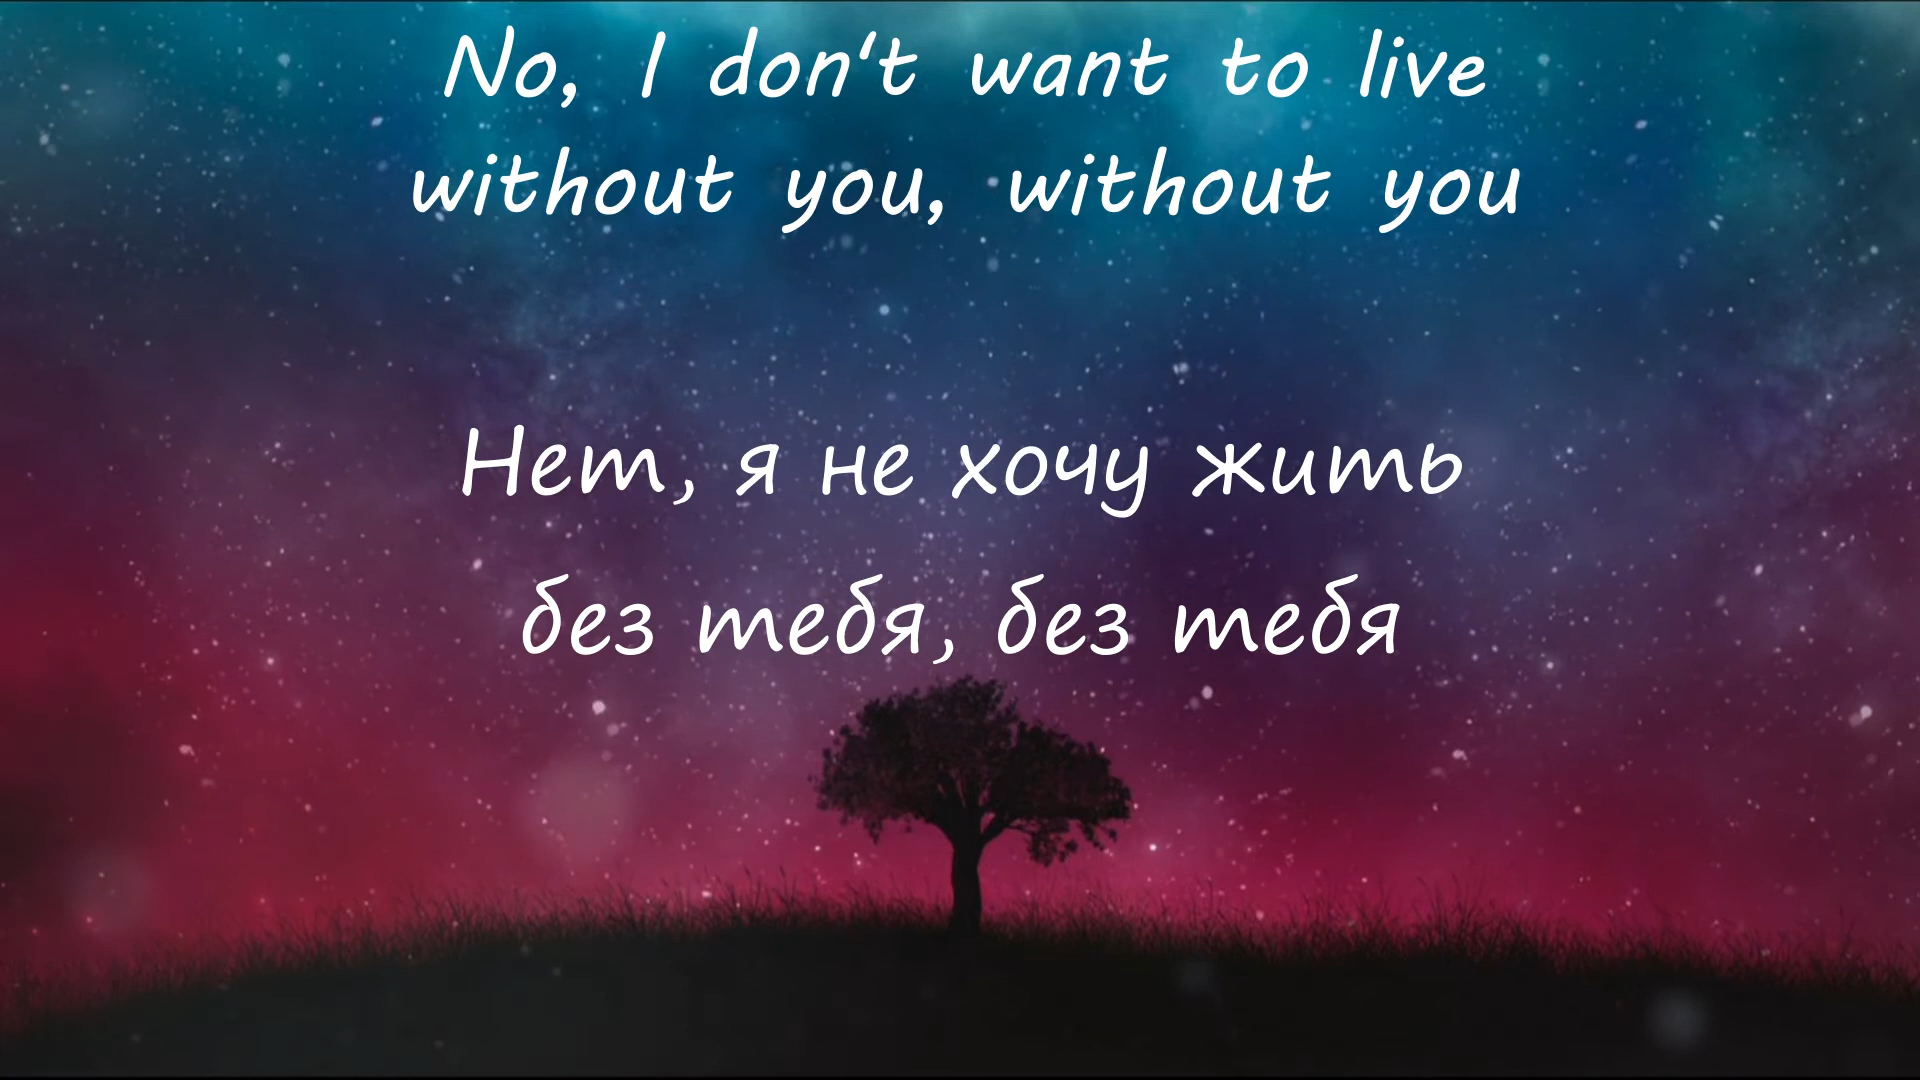 No, I don‘t want to live
without you, without you
Нет, я не хочу жить
без тебя, без тебя